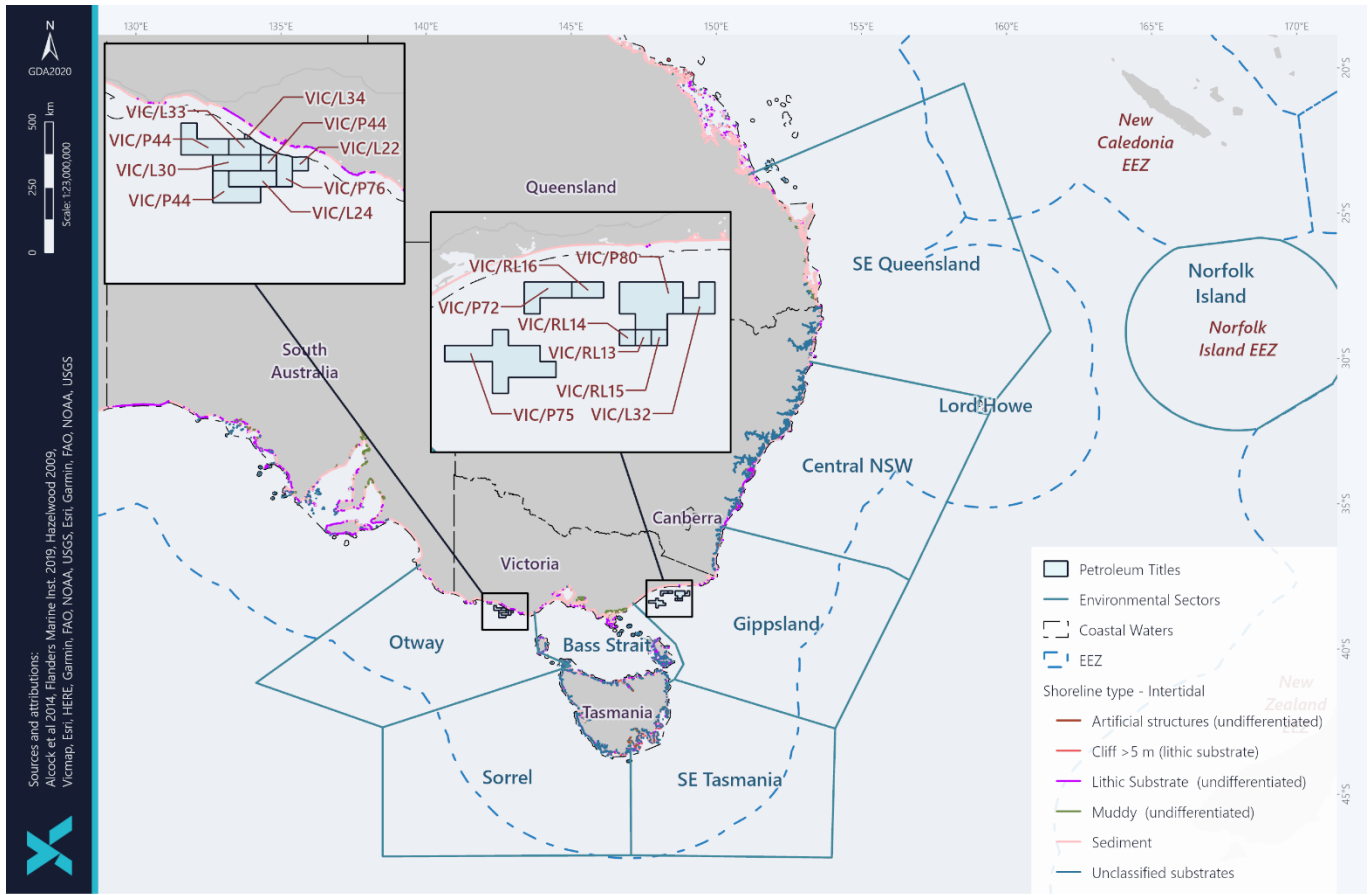 N
GDA2020
km
500
250
0
Scale: 1:23,000,000
Sources and attributions:
Alcock et al 2014, Flanders Marine Inst. 2019, Hazelwood 2009,
Vicmap, Esri, HERE, Garmin, FAO, NOAA, USGS, Esri, Garmin, FAO, NOAA, USGS
130°E
135°E
140°E
145°E
150°E
155°E
160°E
165°E
170°E
20°S
25°S
30°S
35°S
40°S
45°S
VIC/L33
VIC/L34
VIC/P44
VIC/P44
VIC/L22
VIC/L30
VIC/P76
VIC/P44
VIC/L24
VIC/RL16
VIC/P80
VIC/P72
VIC/RL14
VIC/RL13
VIC/RL15
VIC/P75
VIC/L32
Queensland
South
Australia
Canberra
Victoria
Tasmania
New
Caledonia
EEZ
SE Queensland
Norfolk
Island
Norfolk
Island EEZ
Lord Howe
Central NSW
Gippsland
Otway
Bass Strait
Sorrel
SE Tasmania
New
Zealand
EEZ
Petroleum Titles
Environmental Sectors
Coastal Waters
EEZ
Shoreline type - Intertidal
Artificial structures (undifferentiated)
Cliff >5 m (lithic substrate)
Lithic Substrate (undifferentiated)
Muddy (undifferentiated)
Sediment
Unclassified substrates